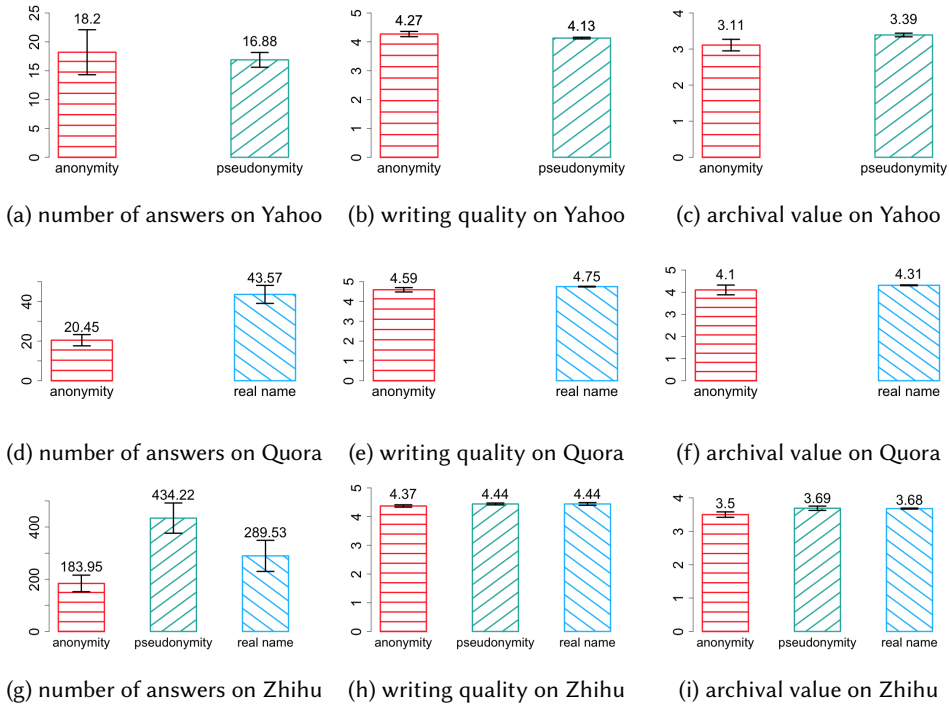 18.2
16.88
0 5 10 15 20 25
anonymity pseudonymity
(a) number of answers on Yahoo
4.27
4.13
0 1 2 3 4 5
anonymity pseudonymity
(b) writing quality on Yahoo
3.11
3.39
0 1 2 3 4
anonymity pseudonymity
(c) archival value on Yahoo
20.45
43.57
0 20 40
anonymity real name
(d) number of answers on Quora
4.59
4.75
0 1 2 3 4 5
anonymity real name
(e) writing quality on Quora
4.1
4.31
0 1 2 3 4 5
anonymity real name
(f) archival value on Quora
183.95
434.22
289.53
0 200 400
anonymity pseudonymity real name
(g) number of answers on Zhihu
4.37
4.44
4.44
0 1 2 3 4 5
anonymity pseudonymity real name
(h) writing quality on Zhihu
3.5
3.69
3.68
0 1 2 3 4
anonymity pseudonymity real name
(i) archival value on Zhihu